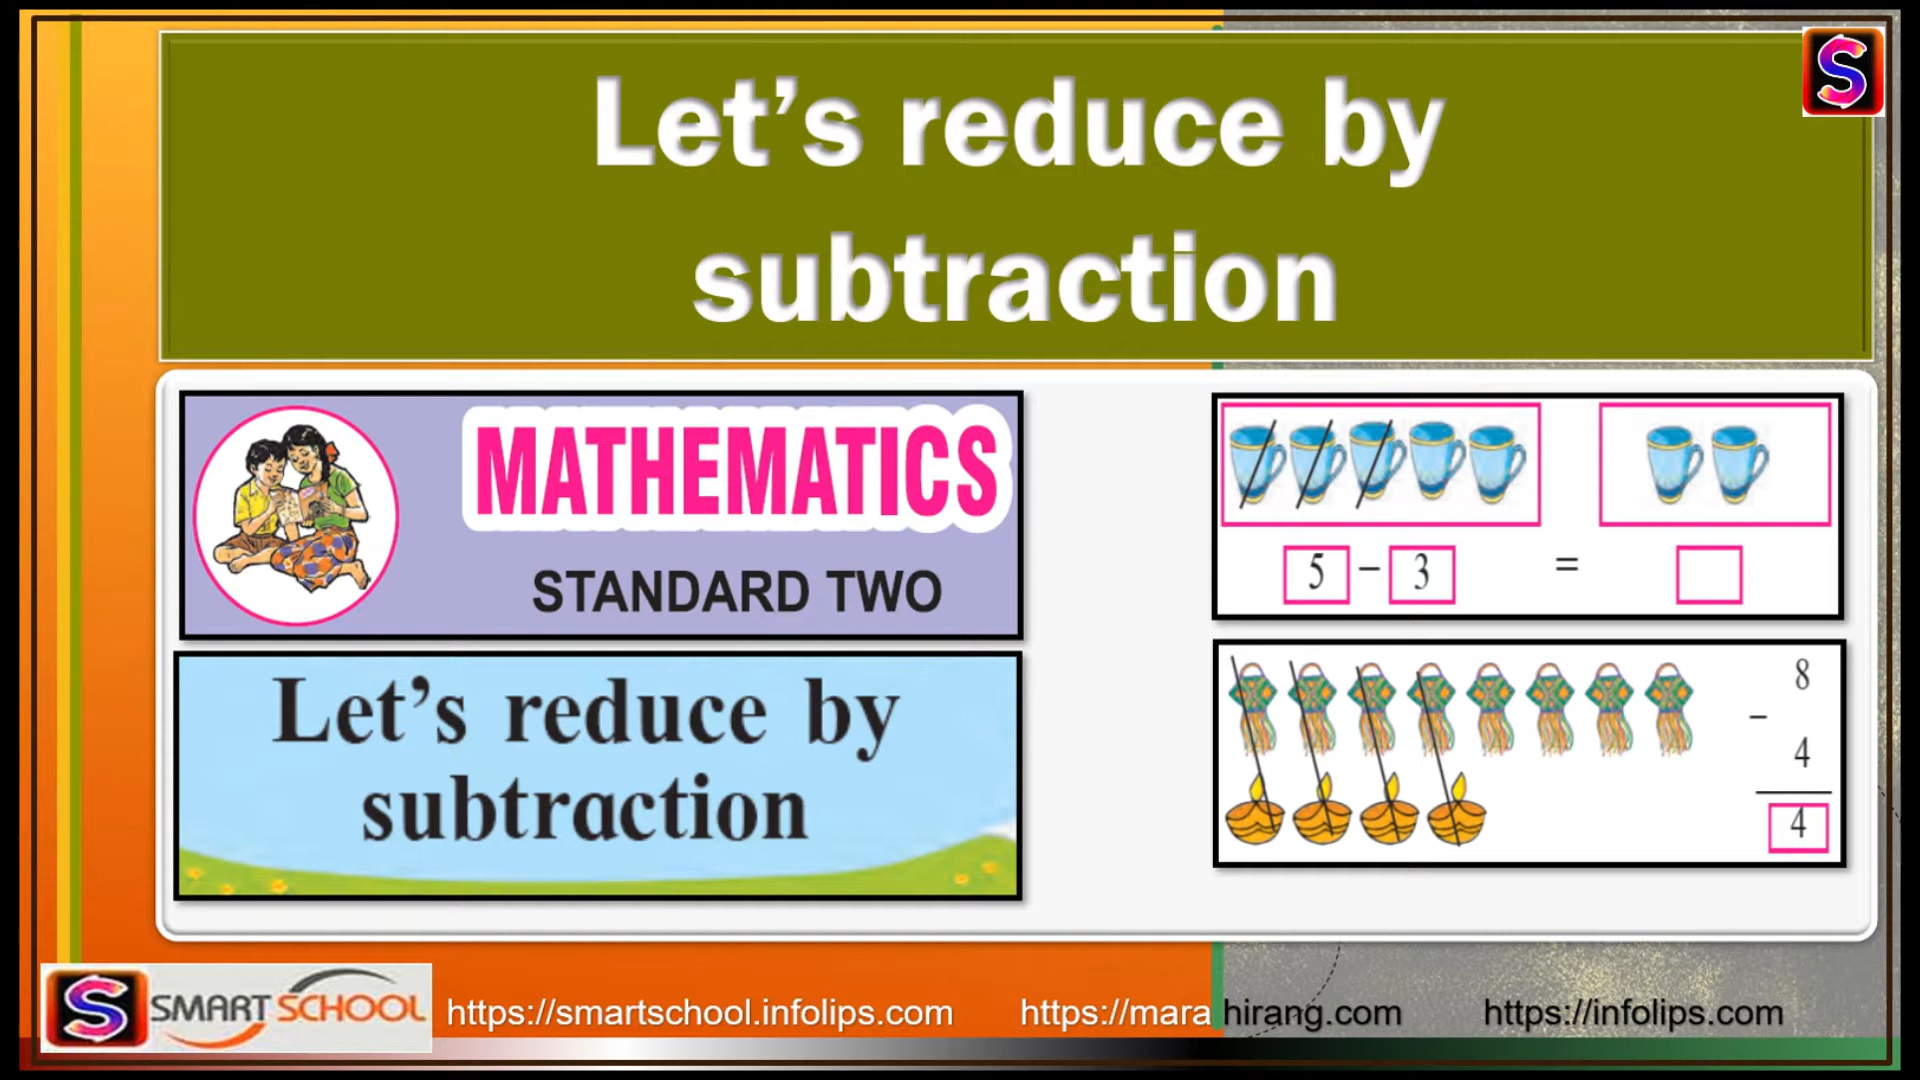 Let's reduce by
subtraction
S
MATHEMATICS
STANDARD TWO
Let's reduce by
subtraction
5 − 3 =
8
− 4
4
S SMART SCHOOL
https://smartschool.infolips.com https://marathirang.com https://infolips.com